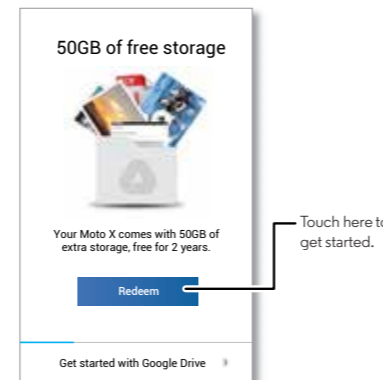 50GB of free storage
Your Moto X comes with 50GB of
extra storage, free for 2 years.
Redeem
Touch here to
get started.
Get started with Google Drive